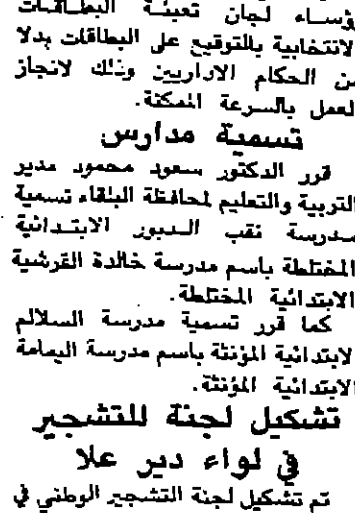 رؤساء لجان تعبئة البطاقات
الانتخابية بالتوقيع على البطاقات بدلا
من الحكام الاداريين وذلك لانجاز
العمل بالسرعة الممكنة.
تسمية مدارس
قرر الدكتور سعود محمود مدير
التربية والتعليم لمحافظة البلقاء تسمية
مدرسة نقب الدبور الابتدائية
المختلطة باسم مدرسة خالدة القرشية
الابتدائية المختلطة.
كما قرر تسمية مدرسة السلالم
الابتدائية المؤنثة باسم مدرسة اليمامة
الابتدائية المؤنثة.
تشكيل لجنة للتشجير
في لواء دير علا
تم تشكيل لجنة التشجير الوطني في